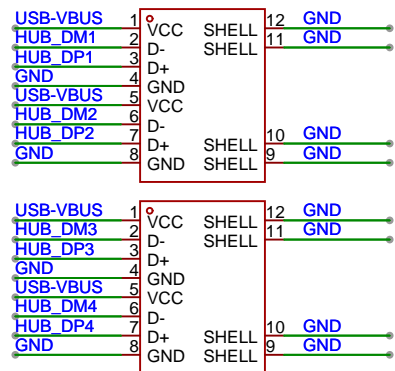 USB-VBUS 1 VCC SHELL 12 GND
HUB_DM1 2 D- SHELL 11 GND
HUB_DP1 3 D+
GND 4 GND
USB-VBUS 5 VCC
HUB_DM2 6 D-
HUB_DP2 7 D+ SHELL 10 GND
GND 8 GND SHELL 9 GND
USB-VBUS 1 VCC SHELL 12 GND
HUB_DM3 2 D- SHELL 11 GND
HUB_DP3 3 D+
GND 4 GND
USB-VBUS 5 VCC
HUB_DM4 6 D-
HUB_DP4 7 D+ SHELL 10 GND
GND 8 GND SHELL 9 GND